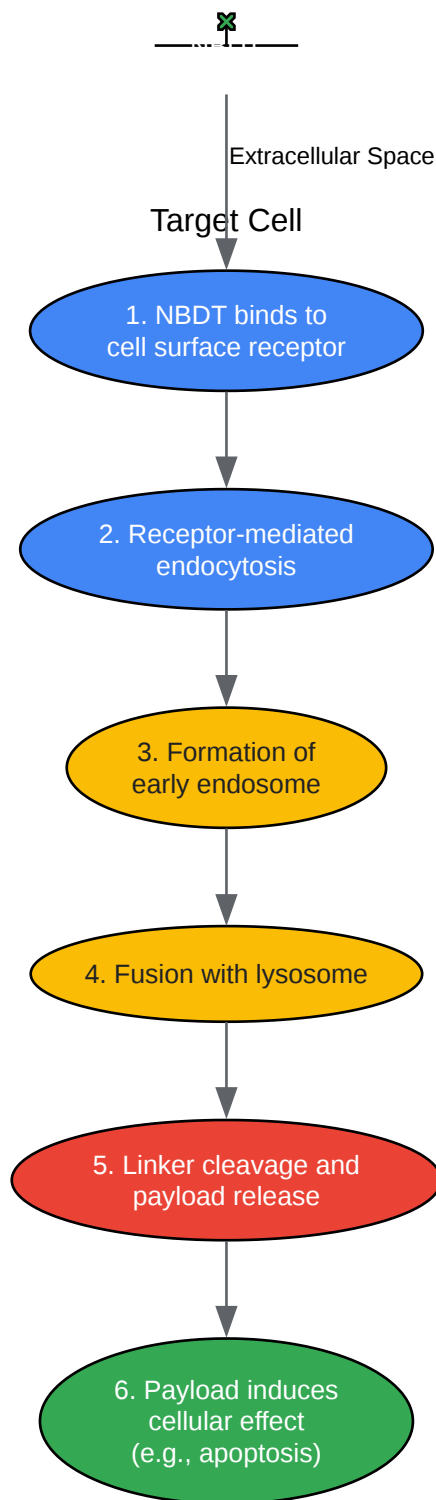 Extracellular Space
Target Cell
1. NBDT binds to
cell surface receptor
2. Receptor-mediated
endocytosis
3. Formation of
early endosome
4. Fusion with lysosome
5. Linker cleavage and
payload release
6. Payload induces
cellular effect
(e.g., apoptosis)